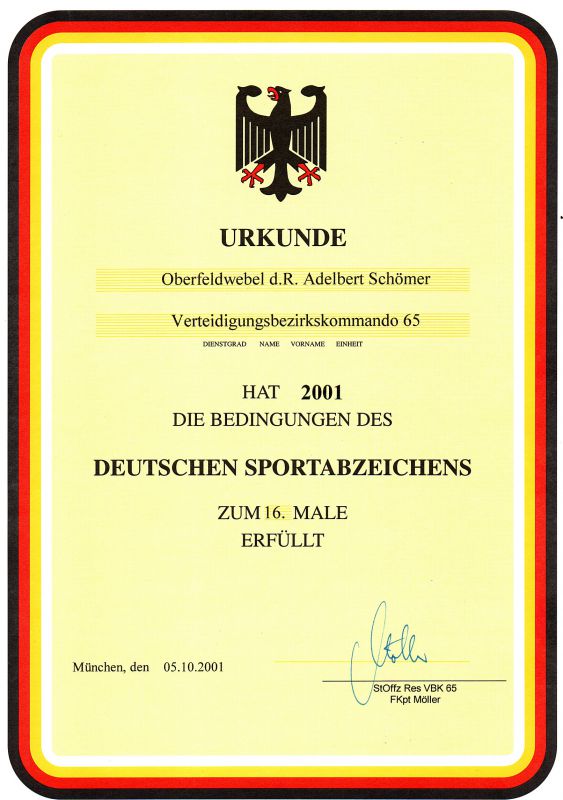 URKUNDE
Oberfeldwebel d.R. Adelbert Schömer
Verteidigungsbezirkskommando 65
DIENSTGRAD NAME VORNAME EINHEIT
HAT 2001
DIE BEDINGUNGEN DES
DEUTSCHEN SPORTABZEICHENS
ZUM 16. MALE
ERFÜLLT
Möller
München, den 05.10.2001
StOffz Res VBK 65
FKpt Möller